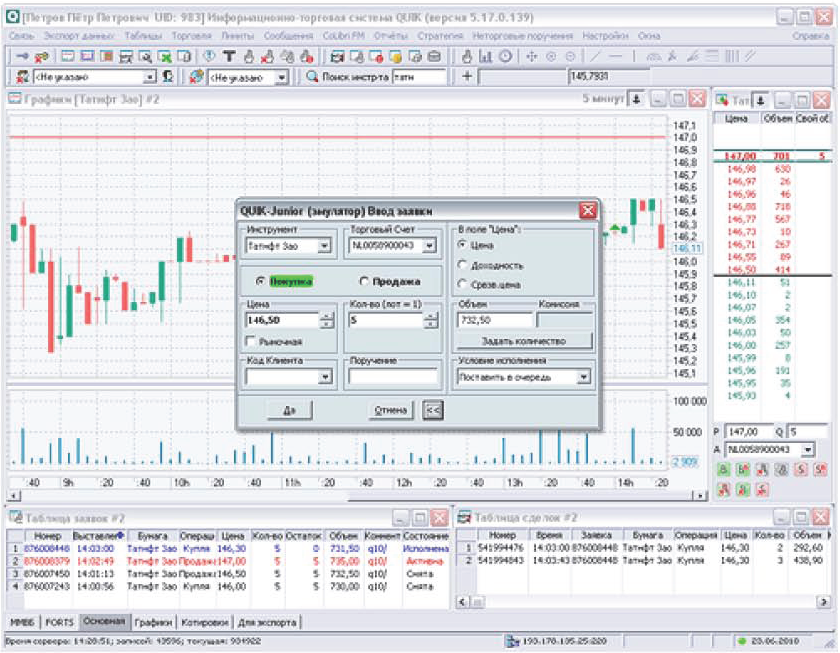 [Петров Пётр Петрович UID: 983] Информационно-торговая система QUIK (версия 5.17.0.139)
Связь Экспорт данных Таблицы Торговля Лимиты Сообщения CoLibri.FM Отчёты Стратегия Неторговые поручения Настройки Окна Справка
<Не указано <Не указано Поиск инстр-та татн 145,7931
Графики [Татнфт 3ао] #2 5 минут
147,1
147,0
146,9
146,8
147,7
146,6
146,5
146,4
146,3
146,2
146,11
146,0
145,9
145,8
145,7
145,6
145,5
145,4
145,3
145,2
145,1
100 000
50 000
2 909
:40 9h :20 :40 10h :20 :40 11h :20 :40 12h :20 :40 13h :20 :40 14h :20
Тат
Цена Объем Свой об
147,00 701 5
146,98 630
146,97 26
146,96 46
146,88 718
146,77 567
146,73 10
146,71 267
146,55 89
146,50 414
146,11 51
146,10 2
146,07 2
146,05 354
146,03 50
146,00 257
145,99 8
145,96 191
145,95 35
145,93 4
P 147,00 Q 5
A NL0058900043
QUIK-Junior (эмулятор) Ввод заявки
Инструмент Торговый Счет В поле "Цена":
Татнфт 3ао NL0058900043 Цена
Доходность
Покупка Продажа Срезв.цена
Цена Кол-во (лот = 1) Объем Комиссия
146,50 5 732,50
Рыночная Задать количество
Код Клиента Поручение Условие исполнения
Поставить в очередь
Да Отмена <<
Таблица заявок #2
Номер Выставлен Бумага Операц Цена Кол-во Остаток Объем Коммент Состояние
1 876008448 14:03:00 Татнфт 3ао Купля 146,30 5 0 731,50 q10/ Исполнена
2 876008379 14:02:49 Татнфт 3ао Продажа 147,00 5 5 735,00 q10/ Активна
3 876007450 14:01:13 Татнфт 3ао Продажа 146,50 5 5 732,50 q10/ Снята
4 876007243 14:00:56 Татнфт 3ао Купля 146,00 5 5 730,00 q10/ Снята
Таблица сделок #2
Номер Время Заявка Бумага Операция Цена Кол-во Объем
1 541994476 14:03:00 876008448 Татнфт 3ао Купля 146,30 2 292,60
2 541994843 14:03:43 876008448 Татнфт 3ао Купля 146,30 3 438,90
ММВБ FORTS Основная Графики Котировки Для экспорта
Время сервера: 14:28:51; записей: 43596; текущая: 934922 193.178.135.25:220 23.06.2010